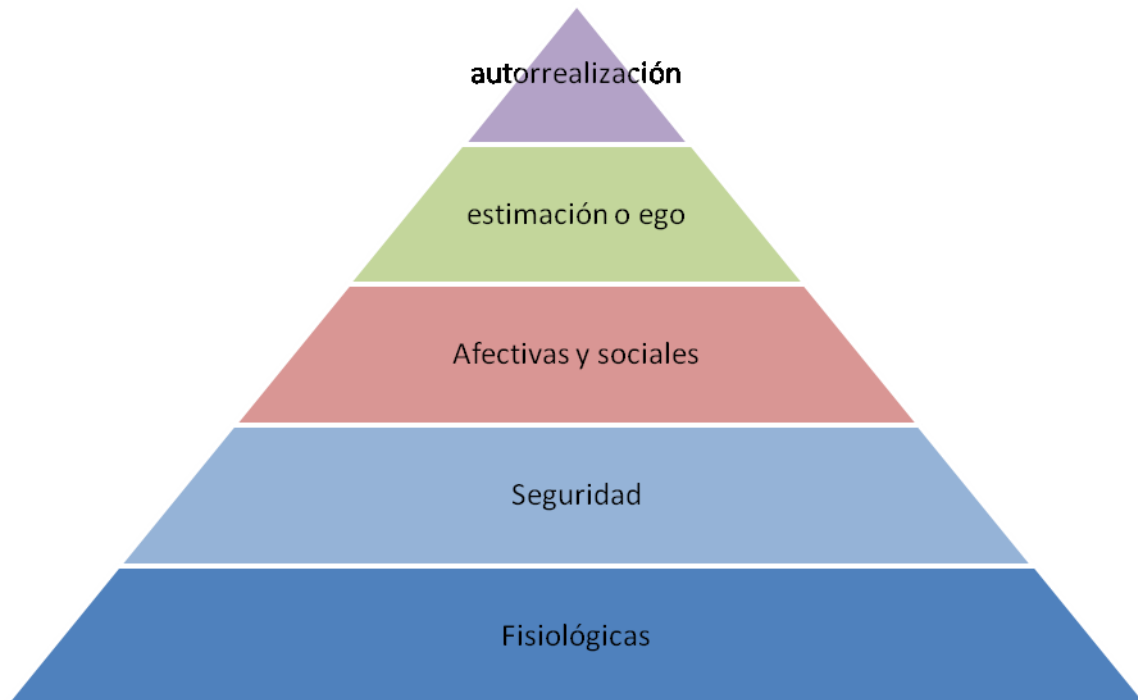 autorrealización
estimación o ego
Afectivas y sociales
Seguridad
Fisiológicas